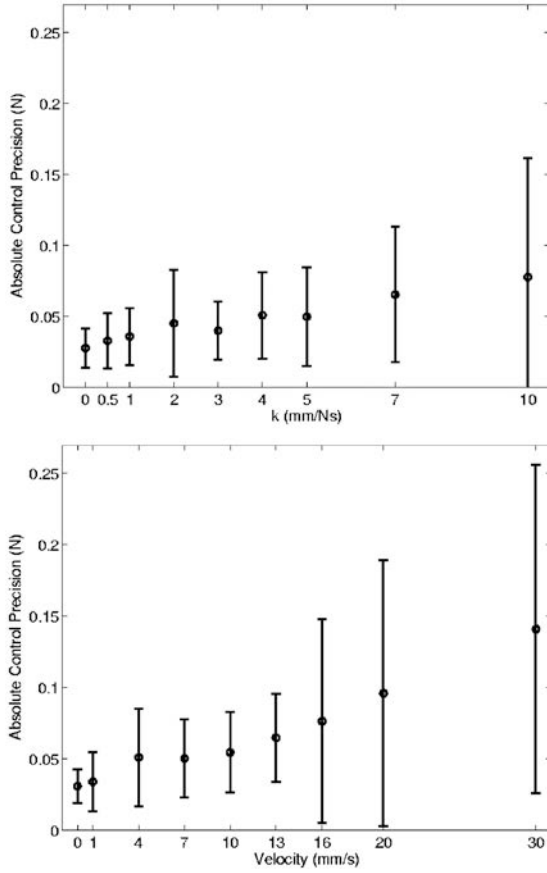 0.25
0.2
0.15
0.1
0.05
0
Absolute Control Precision (N)
0 0.5 1 2 3 4 5 7 10
k (mm/Ns)
0.25
0.2
0.15
0.1
0.05
0
Absolute Control Precision (N)
0 1 4 7 10 13 16 20 30
Velocity (mm/s)